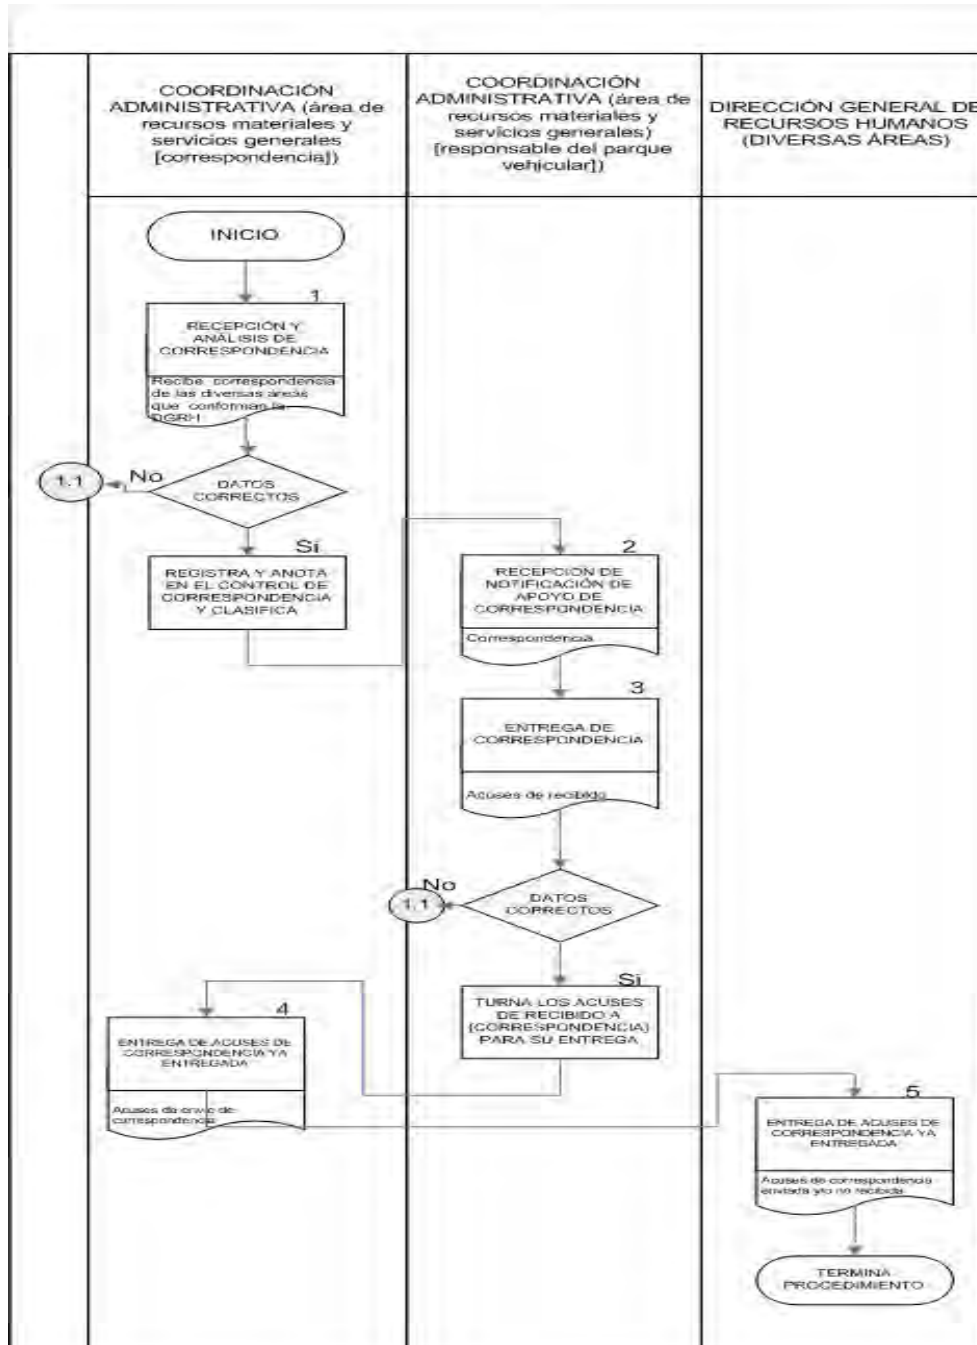 COORDINACIÓN
ADMINISTRATIVA (área de
recursos materiales y
servicios generales
[correspondencia])
COORDINACIÓN
ADMINISTRATIVA (área de
recursos materiales y
servicios generales)
[responsable del parque
vehicular])
DIRECCIÓN GENERAL DE
RECURSOS HUMANOS
(DIVERSAS ÁREAS)
INICIO
1
RECEPCIÓN Y
ANÁLISIS DE
CORRESPONDENCIA
Recibe correspondencia
de las diversas áreas
que conforman la
DGRH
1.1
No
DATOS
CORRECTOS
Sí
REGISTRA Y ANOTA
EN EL CONTROL DE
CORRESPONDENCIA
Y CLASIFICA
2
RECEPCIÓN DE
NOTIFICACIÓN DE
APOYO DE
CORRESPONDENCIA
Correspondencia
3
ENTREGA DE
CORRESPONDENCIA
Acuses de recibido
No
1.1
DATOS
CORRECTOS
Sí
TURNA LOS ACUSES
DE RECIBIDO A
[CORRESPONDENCIA]
PARA SU ENTREGA
4
ENTREGA DE ACUSES DE
CORRESPONDENCIA YA
ENTREGADA
Acuses de envío de
correspondencia
5
ENTREGA DE ACUSES DE
CORRESPONDENCIA YA
ENTREGADA
Acuses de correspondencia
enviada y/o no recibida
TERMINA
PROCEDIMIENTO